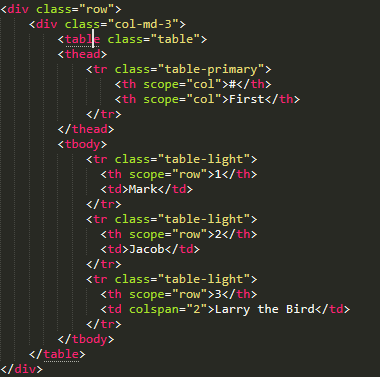 <div class="row">
<div class="col-md-3">
<table class="table">
<thead>
<tr class="table-primary">
<th scope="col">#</th>
<th scope="col">First</th>
</tr>
</thead>
<tbody>
<tr class="table-light">
<th scope="row">1</th>
<td>Mark</td>
</tr>
<tr class="table-light">
<th scope="row">2</th>
<td>Jacob</td>
</tr>
<tr class="table-light">
<th scope="row">3</th>
<td colspan="2">Larry the Bird</td>
</tr>
</tbody>
</table>
</div>